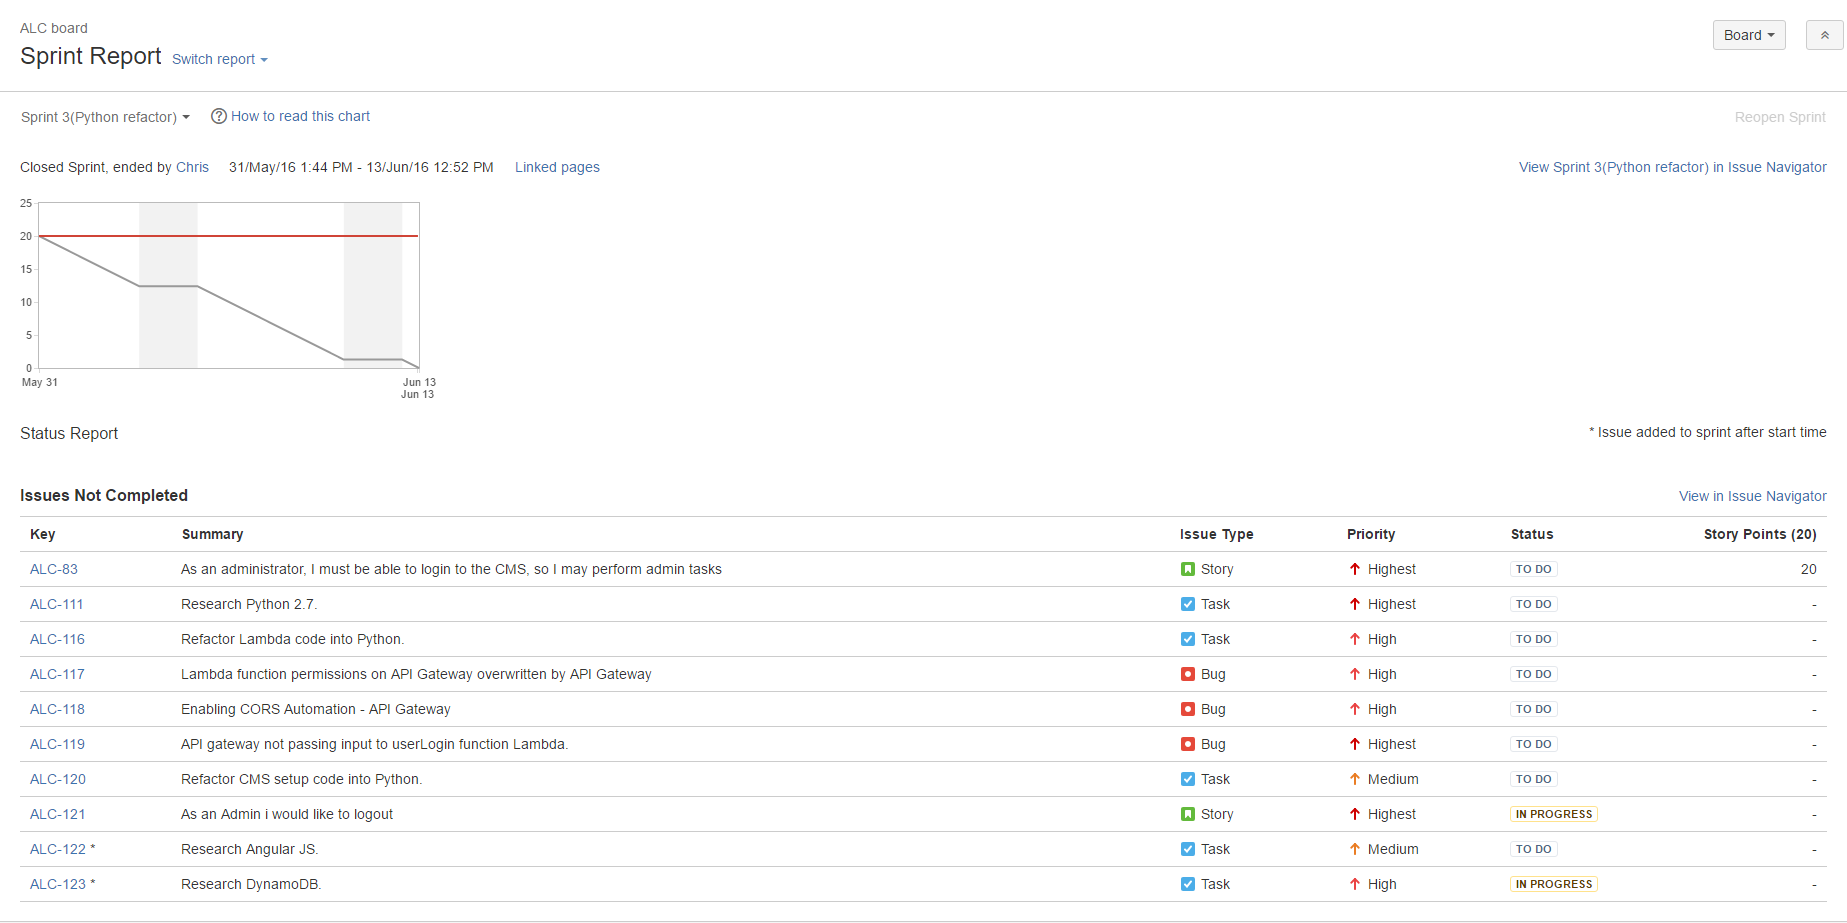 ALC board
Sprint Report Switch report
Board
Sprint 3(Python refactor) How to read this chart Reopen Sprint
Closed Sprint, ended by Chris 31/May/16 1:44 PM - 13/Jun/16 12:52 PM Linked pages View Sprint 3(Python refactor) in Issue Navigator
25
20
15
10
5
0
May 31 Jun 13
Jun 13
Status Report * Issue added to sprint after start time
Issues Not Completed View in Issue Navigator
Key Summary Issue Type Priority Status Story Points (20)
ALC-83 As an administrator, I must be able to login to the CMS, so I may perform admin tasks Story Highest TO DO 20
ALC-111 Research Python 2.7. Task Highest TO DO -
ALC-116 Refactor Lambda code into Python. Task High TO DO -
ALC-117 Lambda function permissions on API Gateway overwritten by API Gateway Bug High TO DO -
ALC-118 Enabling CORS Automation - API Gateway Bug High TO DO -
ALC-119 API gateway not passing input to userLogin function Lambda. Bug Highest TO DO -
ALC-120 Refactor CMS setup code into Python. Task Medium TO DO -
ALC-121 As an Admin i would like to logout Story Highest IN PROGRESS -
ALC-122 * Research Angular JS. Task Medium TO DO -
ALC-123 * Research DynamoDB. Task High IN PROGRESS -